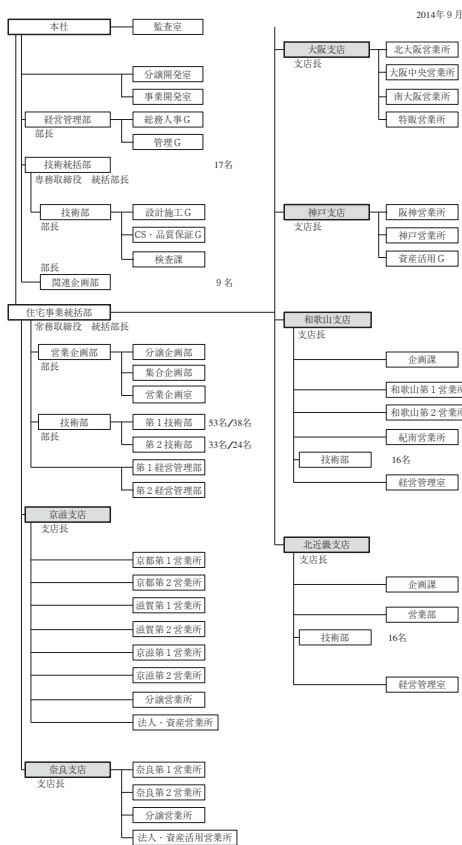 2014年9月
本社
監査室
分譲開発室
事業開発室
経営管理部
総務人事G
部長
管理G
技術統括部
17名
専務取締役 統括部長
技術部
設計施工G
部長
CS・品質保証G
検査課
部長
関連企画部
9名
住宅事業統括部
常務取締役 統括部長
営業企画部
分譲企画部
部長
集合企画部
営業企画室
技術部
第1技術部
53名/38名
部長
第2技術部
33名/24名
第1経営管理部
第2経営管理部
京滋支店
支店長
京都第1営業所
京都第2営業所
滋賀第1営業所
滋賀第2営業所
京滋第1営業所
京滋第2営業所
分譲営業所
法人・資産営業所
奈良支店
奈良第1営業所
支店長
奈良第2営業所
分譲営業所
法人・資産活用営業所
大阪支店
北大阪営業所
支店長
大阪中央営業所
南大阪営業所
特販営業所
神戸支店
阪神営業所
支店長
神戸営業所
資産活用G
和歌山支店
支店長
企画課
和歌山第1営業所
和歌山第2営業所
紀南営業所
技術部
16名
経営管理室
北近畿支店
支店長
企画課
営業部
技術部
16名
経営管理室